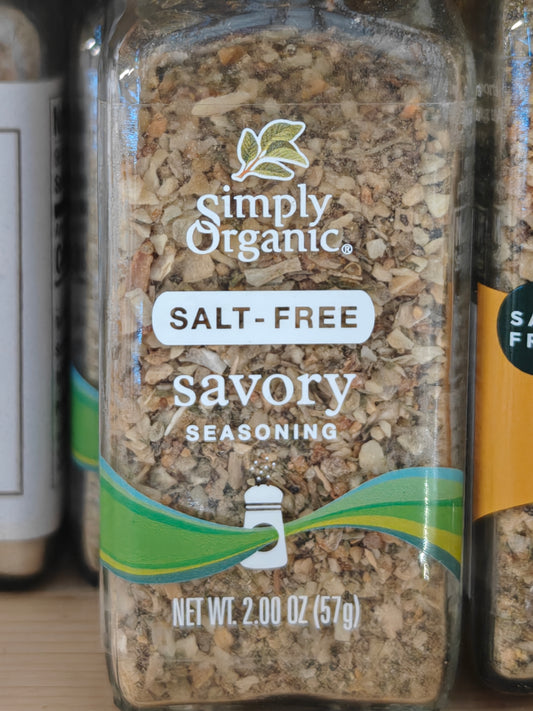 Simply
Organic®
SALT-FREE
savory
SEASONING
NET WT. 2.00 OZ (57g)